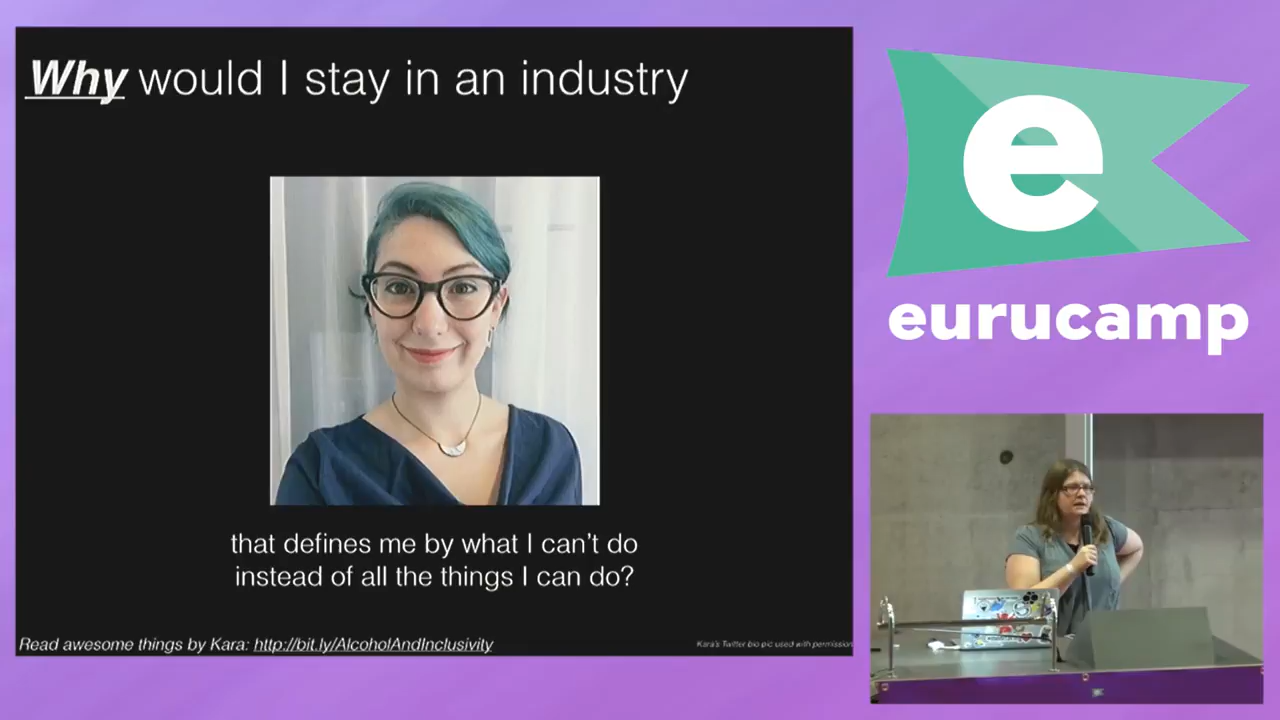 Why would I stay in an industry
that defines me by what I can't do
instead of all the things I can do?
Read awesome things by Kara: http://bit.ly/AlcoholAndInclusivity
Kara's Twitter bio pic used with permission
e
eurucamp